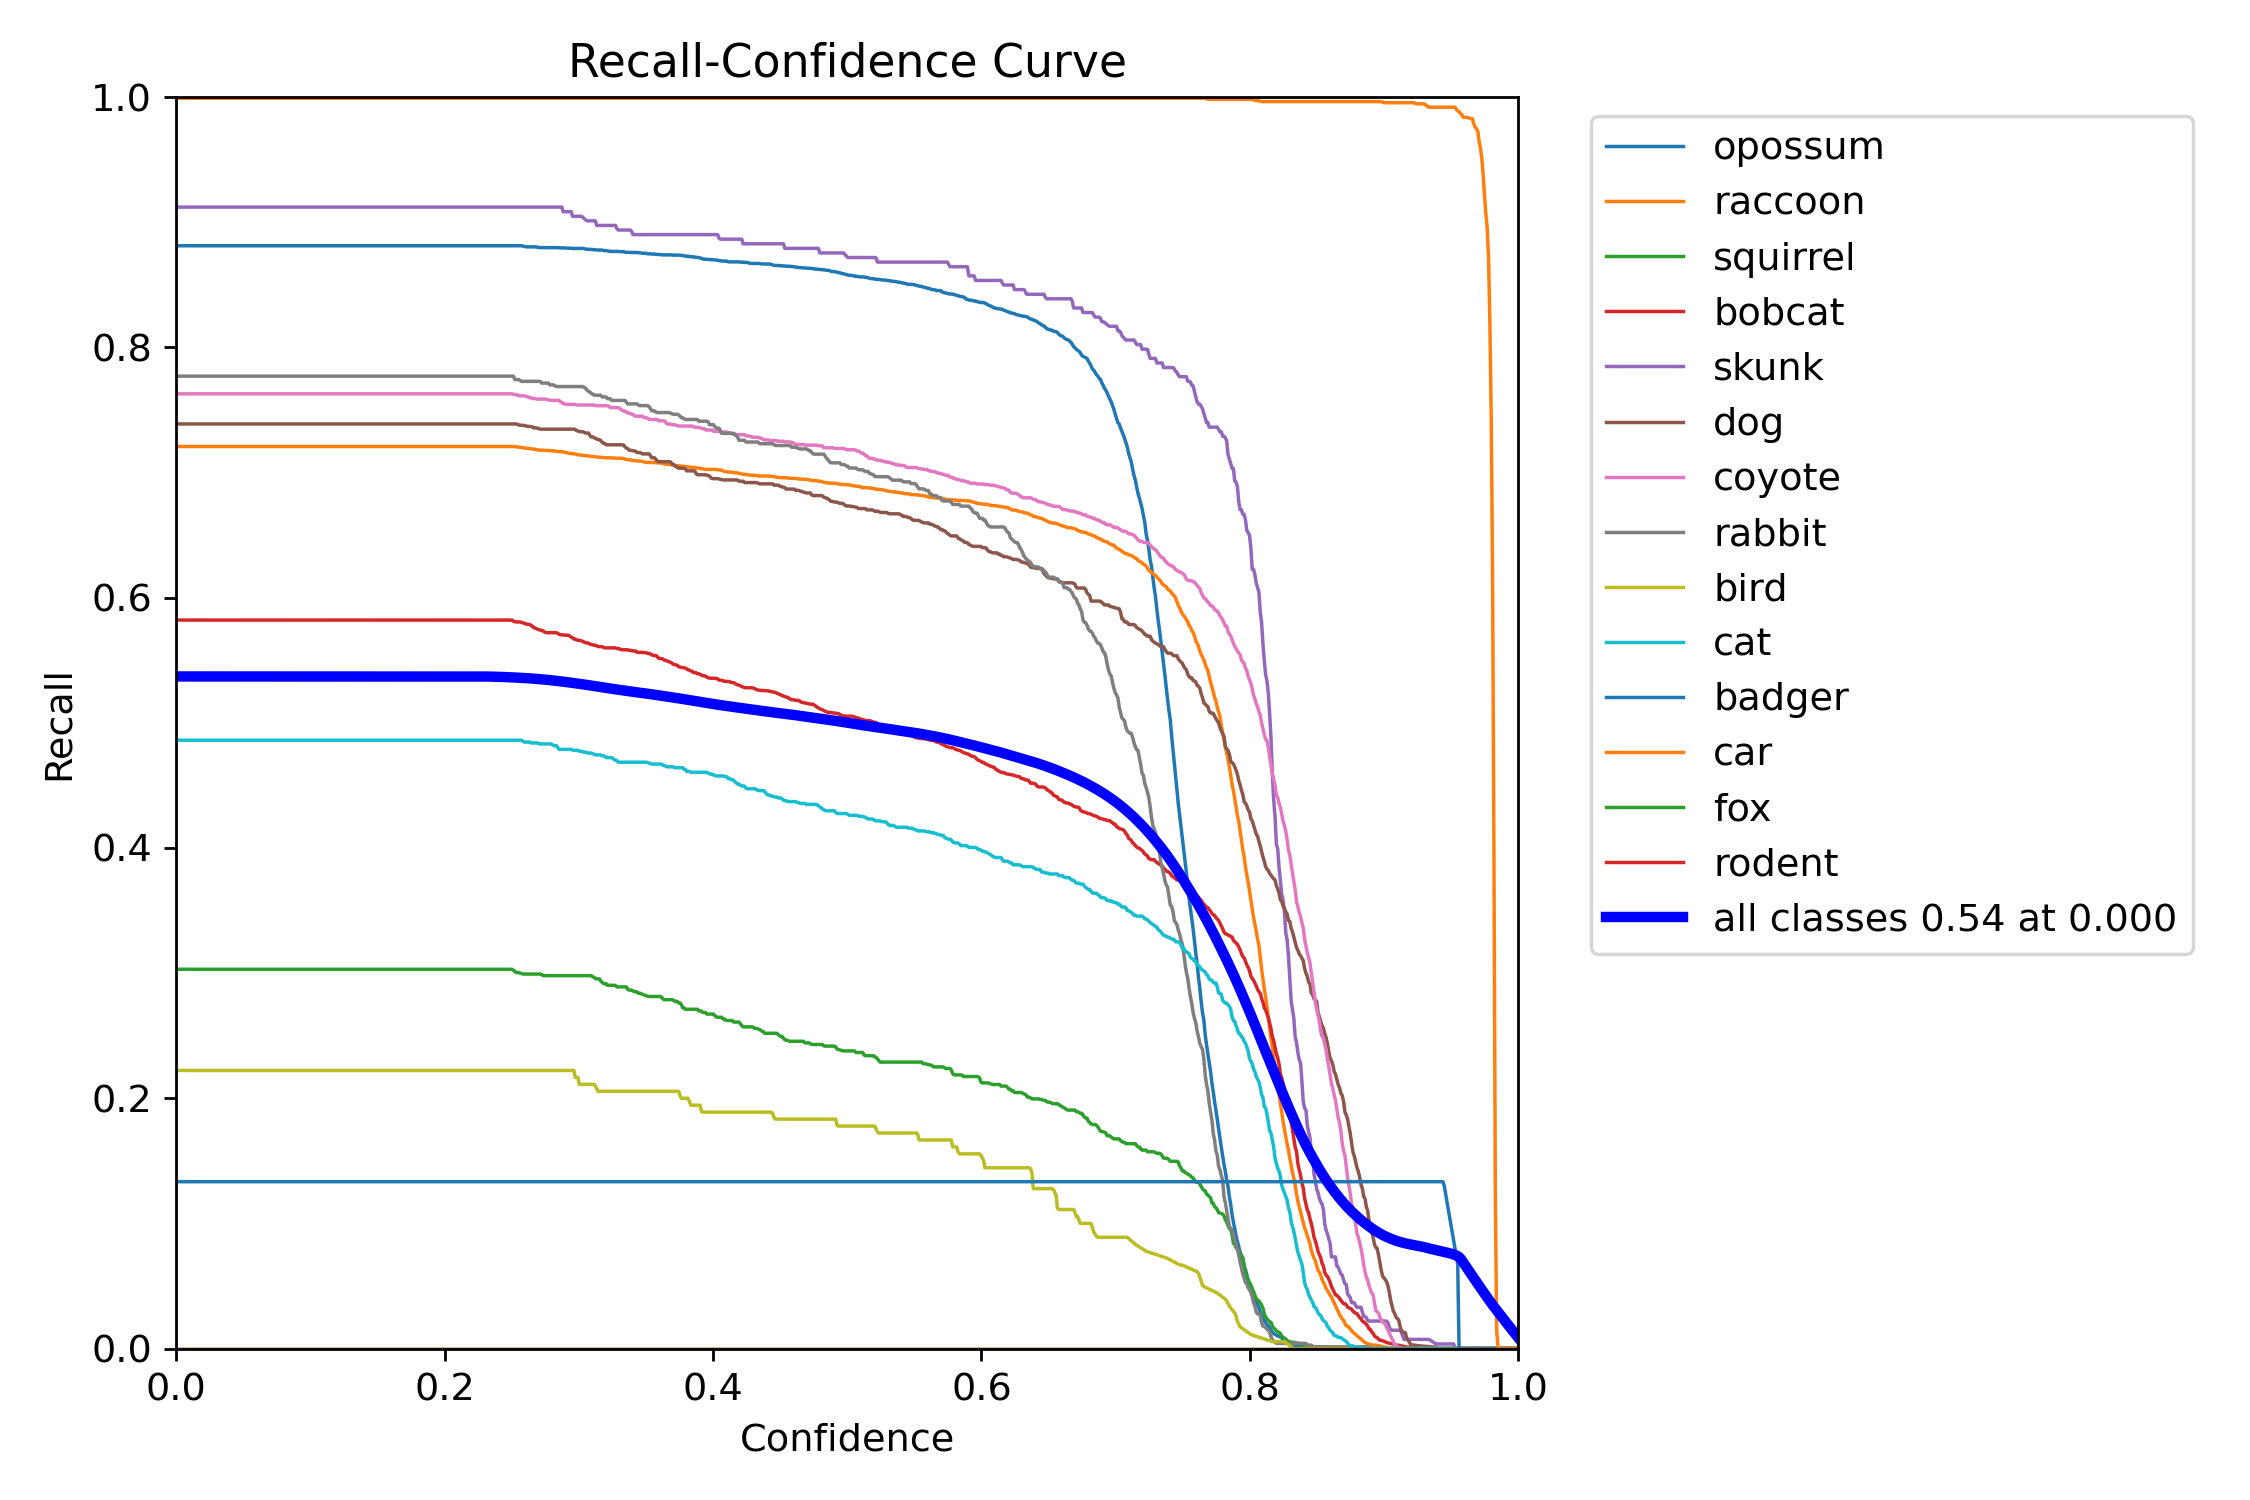 Recall-Confidence Curve
1.0
0.8
0.6
0.4
0.2
0.0
Recall
0.0 0.2 0.4 0.6 0.8 1.0
Confidence
opossum
raccoon
squirrel
bobcat
skunk
dog
coyote
rabbit
bird
cat
badger
car
fox
rodent
all classes 0.54 at 0.000